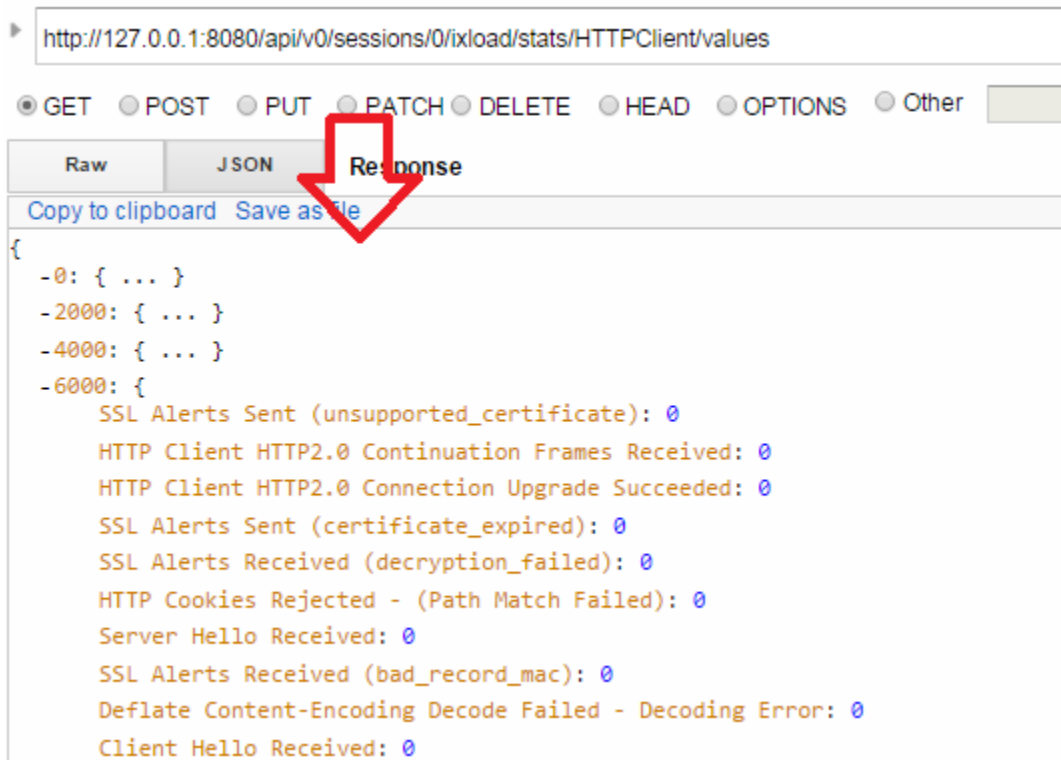 http://127.0.0.1:8080/api/v0/sessions/0/ixload/stats/HTTPClient/values
GET POST PUT PATCH DELETE HEAD OPTIONS Other
Raw JSON Response
Copy to clipboard Save as file
{
-0: { ... }
-2000: { ... }
-4000: { ... }
-6000: {
SSL Alerts Sent (unsupported_certificate): 0
HTTP Client HTTP2.0 Continuation Frames Received: 0
HTTP Client HTTP2.0 Connection Upgrade Succeeded: 0
SSL Alerts Sent (certificate_expired): 0
SSL Alerts Received (decryption_failed): 0
HTTP Cookies Rejected - (Path Match Failed): 0
Server Hello Received: 0
SSL Alerts Received (bad_record_mac): 0
Deflate Content-Encoding Decode Failed - Decoding Error: 0
Client Hello Received: 0